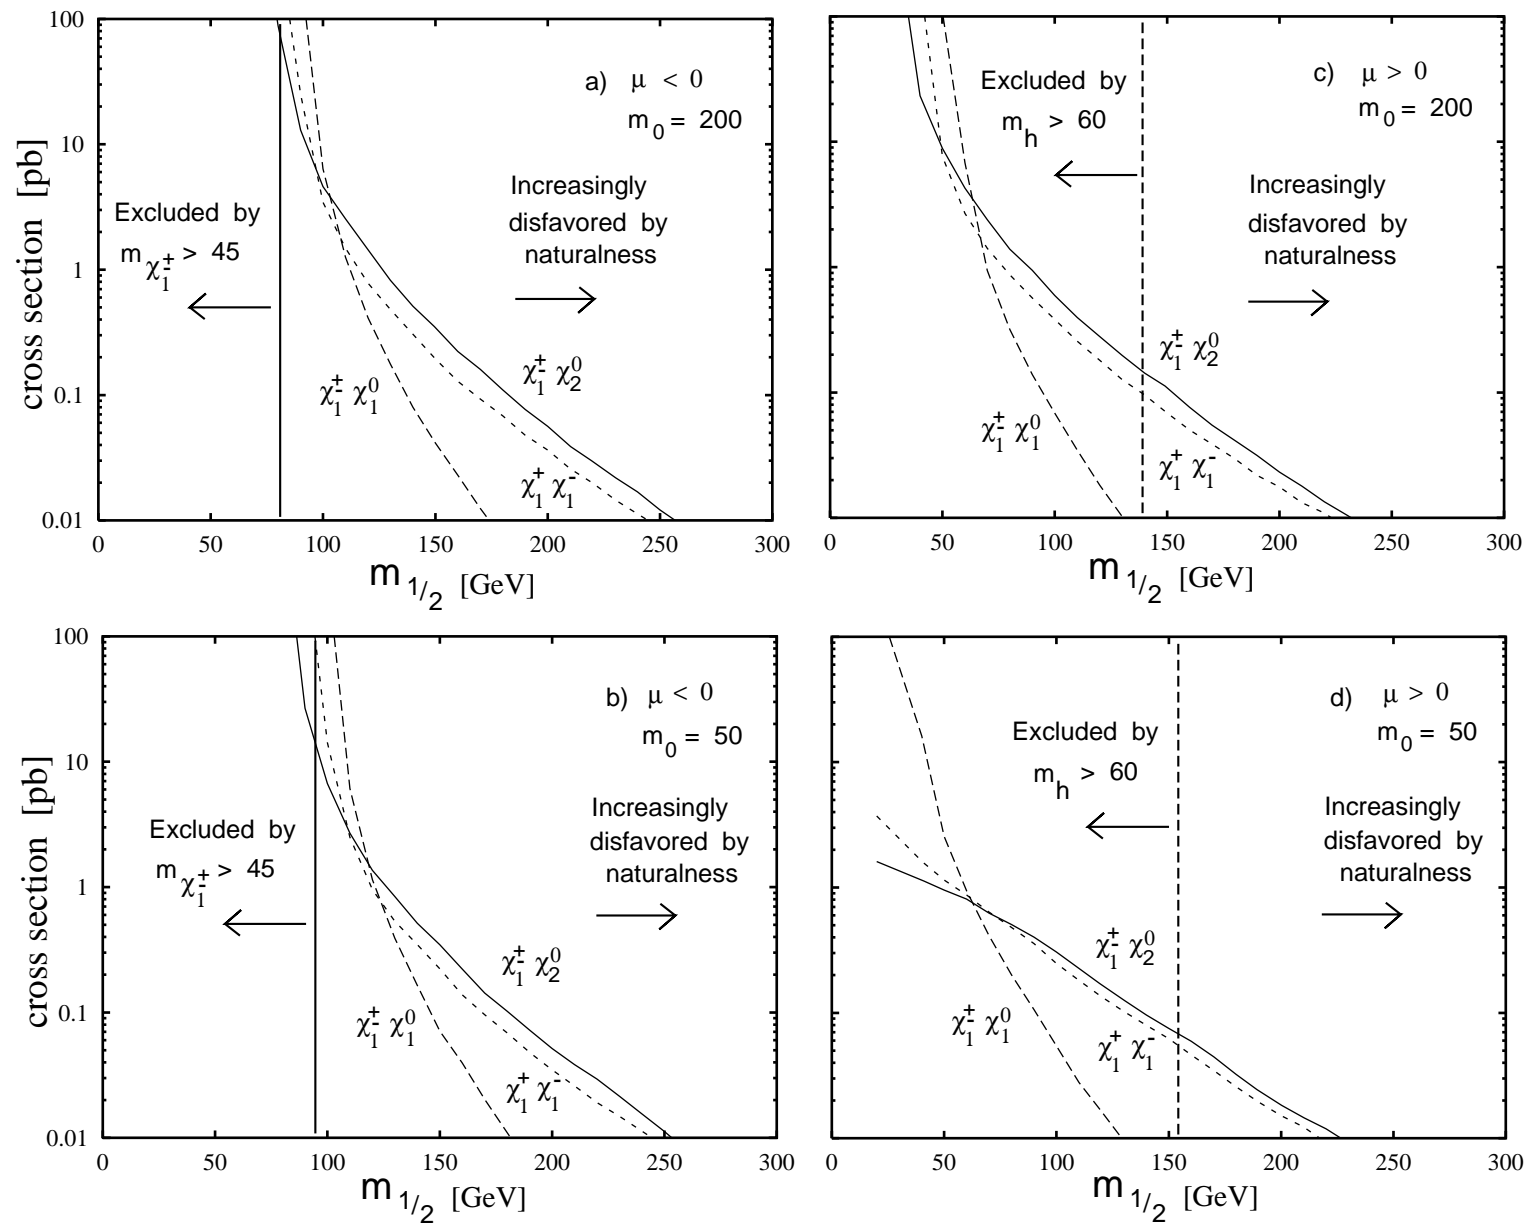 100
10
1
0.1
0.01
cross section [pb]
a) μ < 0
m0 = 200
Excluded by
mχ1± > 45
Increasingly
disfavored by
naturalness
χ1± χ20
χ1± χ10
χ1+ χ1-
0 50 100 150 200 250 300
m1/2 [GeV]
c) μ > 0
m0 = 200
Excluded by
mh > 60
Increasingly
disfavored by
naturalness
χ1± χ20
χ1± χ10
χ1+ χ1-
0 50 100 150 200 250 300
m1/2 [GeV]
100
10
1
0.1
0.01
cross section [pb]
b) μ < 0
m0 = 50
Excluded by
mχ1± > 45
Increasingly
disfavored by
naturalness
χ1± χ20
χ1± χ10
χ1+ χ1-
0 50 100 150 200 250 300
m1/2 [GeV]
d) μ > 0
m0 = 50
Excluded by
mh > 60
Increasingly
disfavored by
naturalness
χ1± χ20
χ1± χ10
χ1+ χ1-
0 50 100 150 200 250 300
m1/2 [GeV]